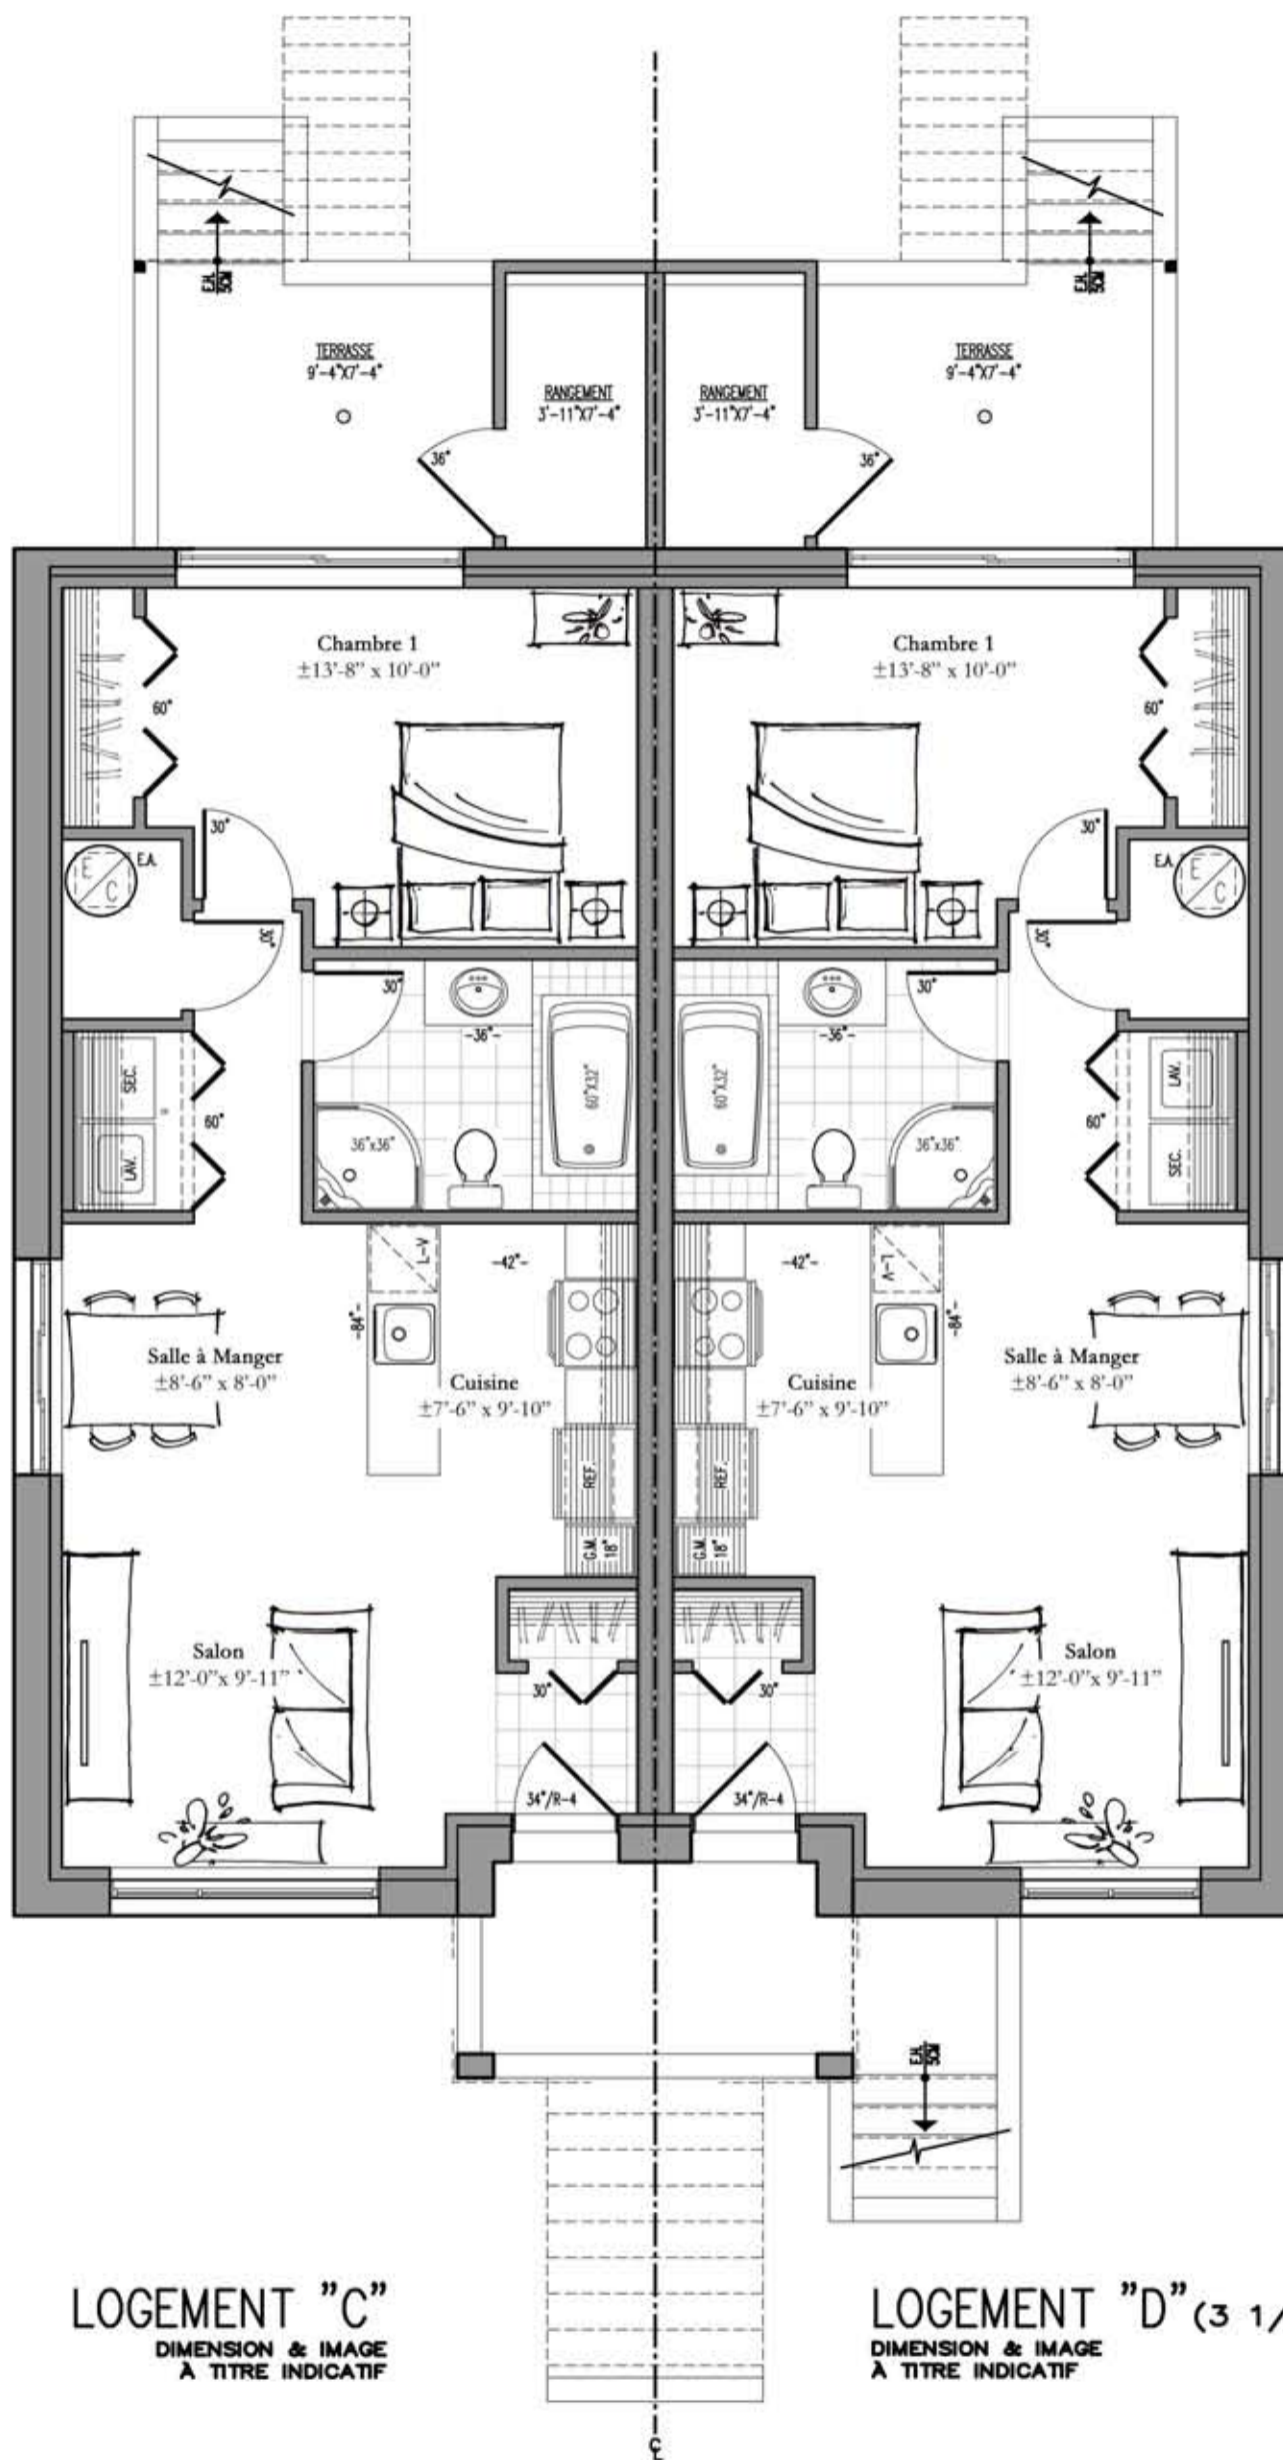 E.H.
5CM
E.H.
5CM
TERRASSE
9'-4"X7'-4"
TERRASSE
9'-4"X7'-4"
RANGEMENT
3'-11"X7'-4"
RANGEMENT
3'-11"X7'-4"
36"
36"
Chambre 1
±13'-8" x 10'-0"
Chambre 1
±13'-8" x 10'-0"
60"
60"
30"
30"
E.A.
E
C
E.A.
E
C
30"
30"
30"
30"
-36"-
-36"-
60"X32"
60"X32"
SEC.
LAV.
60"
36"x36"
36"x36"
60"
LAV.
SEC.
L-V
-42"-
-42"-
L-V
-84"-
-84"-
Salle à Manger
±8'-6" x 8'-0"
Salle à Manger
±8'-6" x 8'-0"
Cuisine
±7'-6" x 9'-10"
Cuisine
±7'-6" x 9'-10"
REF.
REF.
G.M.
18"
G.M.
18"
Salon
±12'-0"x 9'-11"
Salon
±12'-0"x 9'-11"
30"
30"
34"/R-4
34"/R-4
E.H.
5CM
LOGEMENT "C"
DIMENSION & IMAGE
À TITRE INDICATIF
LOGEMENT "D" (3 1/
DIMENSION & IMAGE
À TITRE INDICATIF
℄